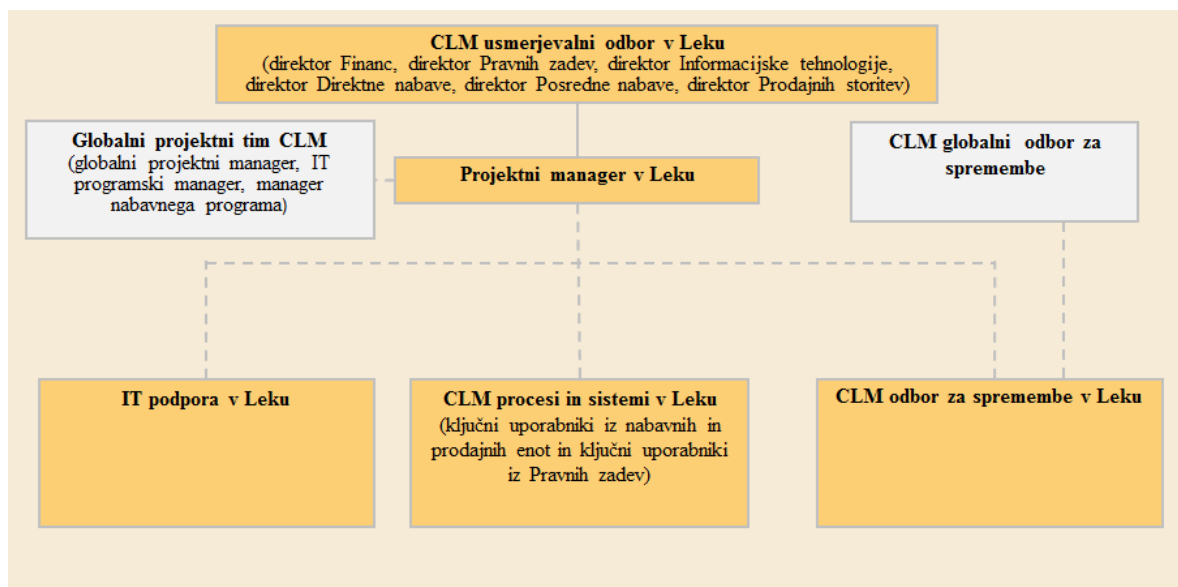 CLM usmerjevalni odbor v Leku
(direktor Financ, direktor Pravnih zadev, direktor Informacijske tehnologije,
direktor Direktne nabave, direktor Posredne nabave, direktor Prodajnih storitev)
Globalni projektni tim CLM
(globalni projektni manager, IT
programski manager, manager
nabavnega programa)
Projektni manager v Leku
CLM globalni odbor za
spremembe
IT podpora v Leku
CLM procesi in sistemi v Leku
(ključni uporabniki iz nabavnih in
prodajnih enot in ključni uporabniki
iz Pravnih zadev)
CLM odbor za spremembe v Leku